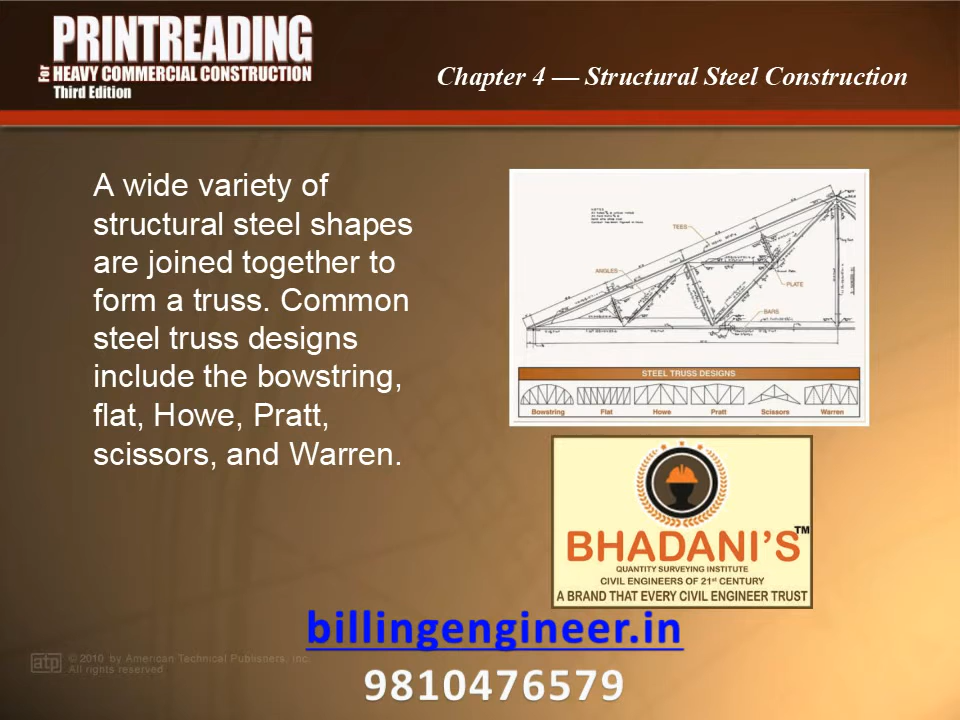 PRINTREADING
For HEAVY COMMERCIAL CONSTRUCTION
Third Edition
Chapter 4 — Structural Steel Construction
A wide variety of
structural steel shapes
are joined together to
form a truss. Common
steel truss designs
include the bowstring,
flat, Howe, Pratt,
scissors, and Warren.
NOTES
TEES
ANGLES
PLATE
BARS
STEEL TRUSS DESIGNS
Bowstring Flat Howe Pratt Scissors Warren
BHADANI'S™
QUANTITY SURVEYING INSTITUTE
CIVIL ENGINEERS OF 21st CENTURY
A BRAND THAT EVERY CIVIL ENGINEER TRUST
billingengineer.in
atp © 2010 by American Technical Publishers, Inc.
All rights reserved
9810476579